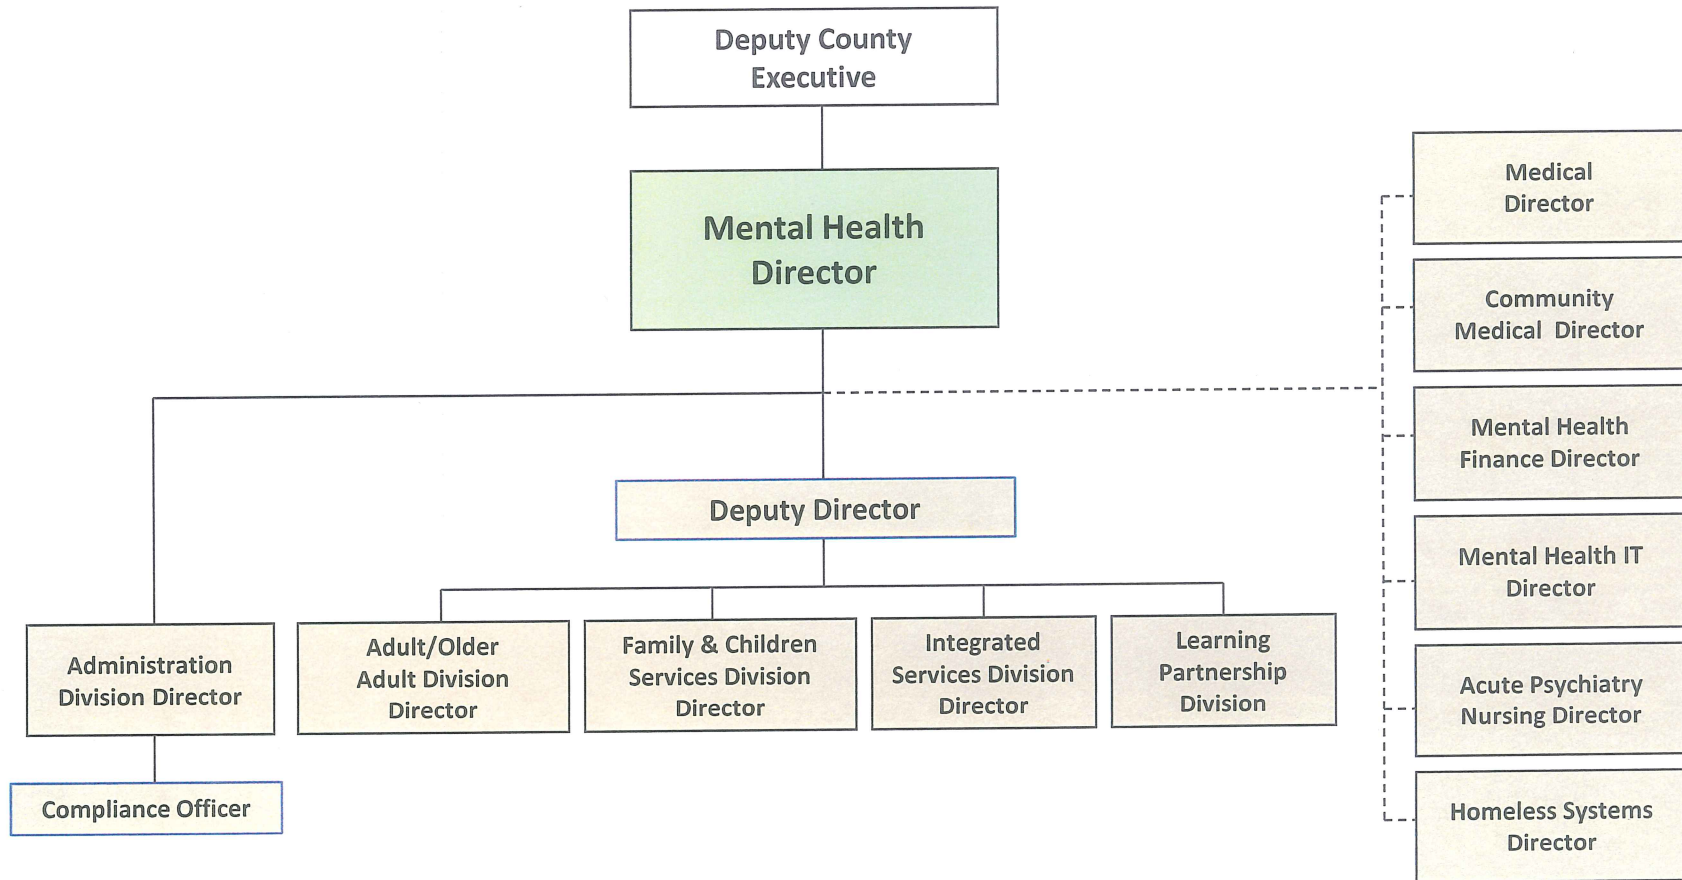 Deputy County
Executive
Mental Health
Director
Medical
Director
Community
Medical Director
Mental Health
Finance Director
Mental Health IT
Director
Acute Psychiatry
Nursing Director
Homeless Systems
Director
Deputy Director
Administration
Division Director
Adult/Older
Adult Division
Director
Family & Children
Services Division
Director
Integrated
Services Division
Director
Learning
Partnership
Division
Compliance Officer